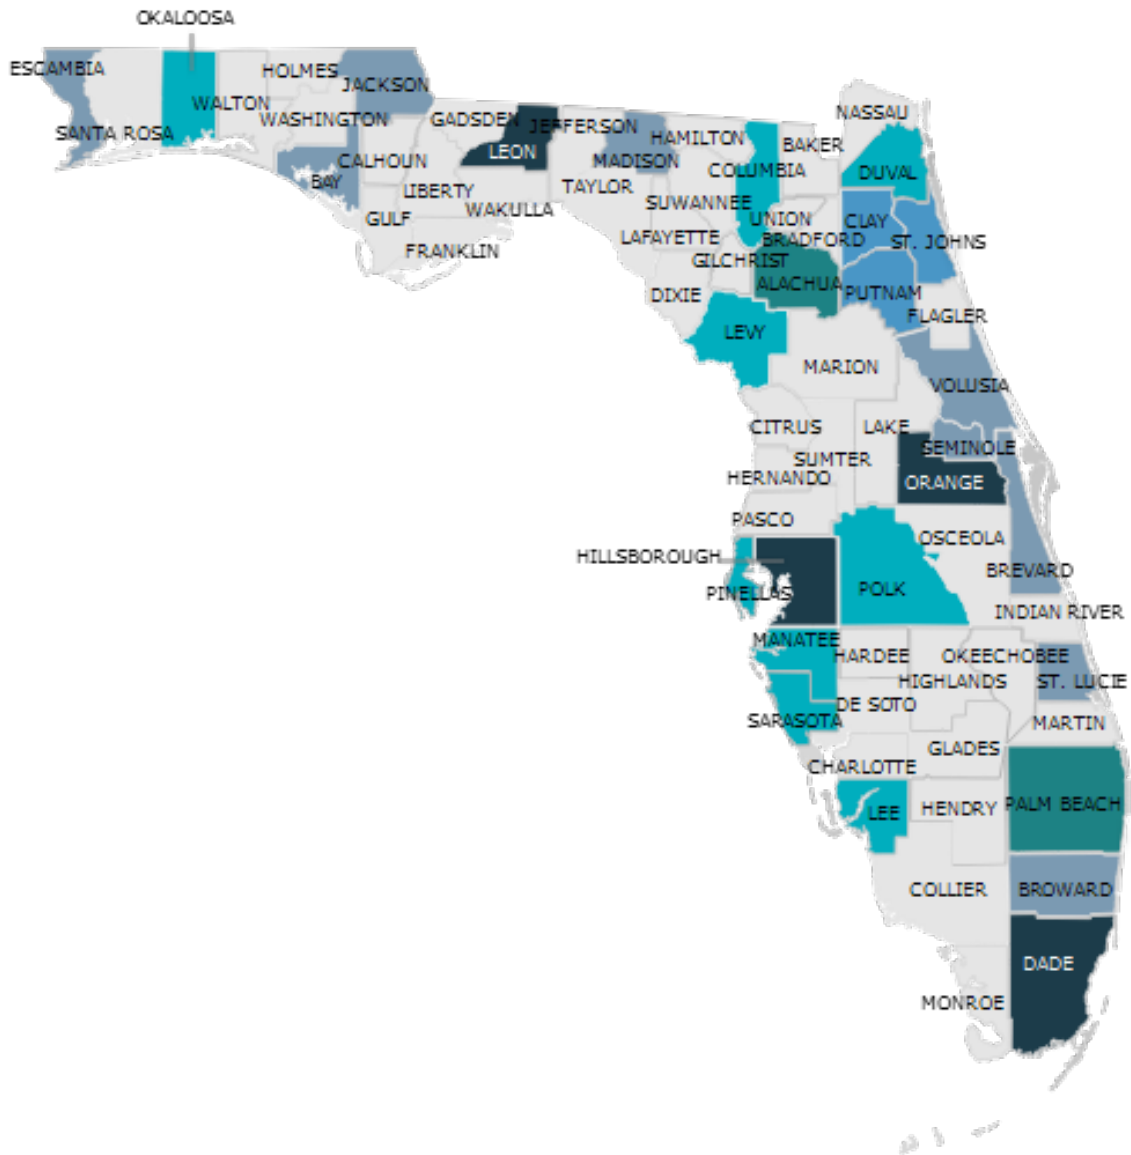 OKALOOSA
ESCAMBIA
HOLMES
JACKSON
WALTON
SANTA ROSA
WASHINGTON
GADSDEN
JEFFERSON
NASSAU
HAMILTON
BAKER
LEON
MADISON
CALHOUN
COLUMBIA
DUVAL
BAY
LIBERTY
TAYLOR
SUWANNEE
WAKULLA
GULF
UNION
CLAY
LAFAYETTE
BRADFORD
ST. JOHNS
FRANKLIN
GILCHRIST
ALACHUA
DIXIE
PUTNAM
FLAGLER
LEVY
MARION
VOLUSIA
CITRUS
LAKE
SEMINOLE
SUMTER
HERNANDO
ORANGE
PASCO
OSCEOLA
HILLSBOROUGH
BREVARD
PINELLAS
POLK
INDIAN RIVER
MANATEE
HARDEE
OKEECHOBEE
HIGHLANDS
ST. LUCIE
DE SOTO
SARASOTA
MARTIN
GLADES
CHARLOTTE
LEE
HENDRY
PALM BEACH
COLLIER
BROWARD
DADE
MONROE